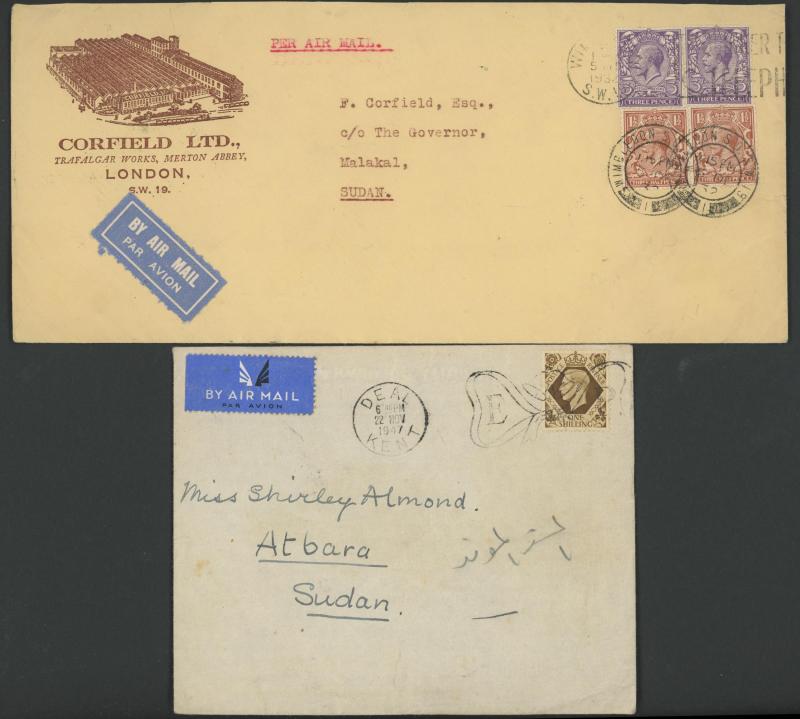 CORFIELD LTD.,
TRAFALGAR WORKS, MERTON ABBEY,
LONDON,
S.W. 19.
BY AIR MAIL
PAR AVION
PER AIR MAIL.
F. Corfield, Esq.,
c/o The Governor,
Malakal,
SUDAN.
THREE PENCE
THREE PENCE
WIMBLEDON
BY AIR MAIL
PAR AVION
DEAL
22 NOV
1947
KENT
E
ONE
SHILLING
Miss Shirley Almond.
Atbara
Sudan.